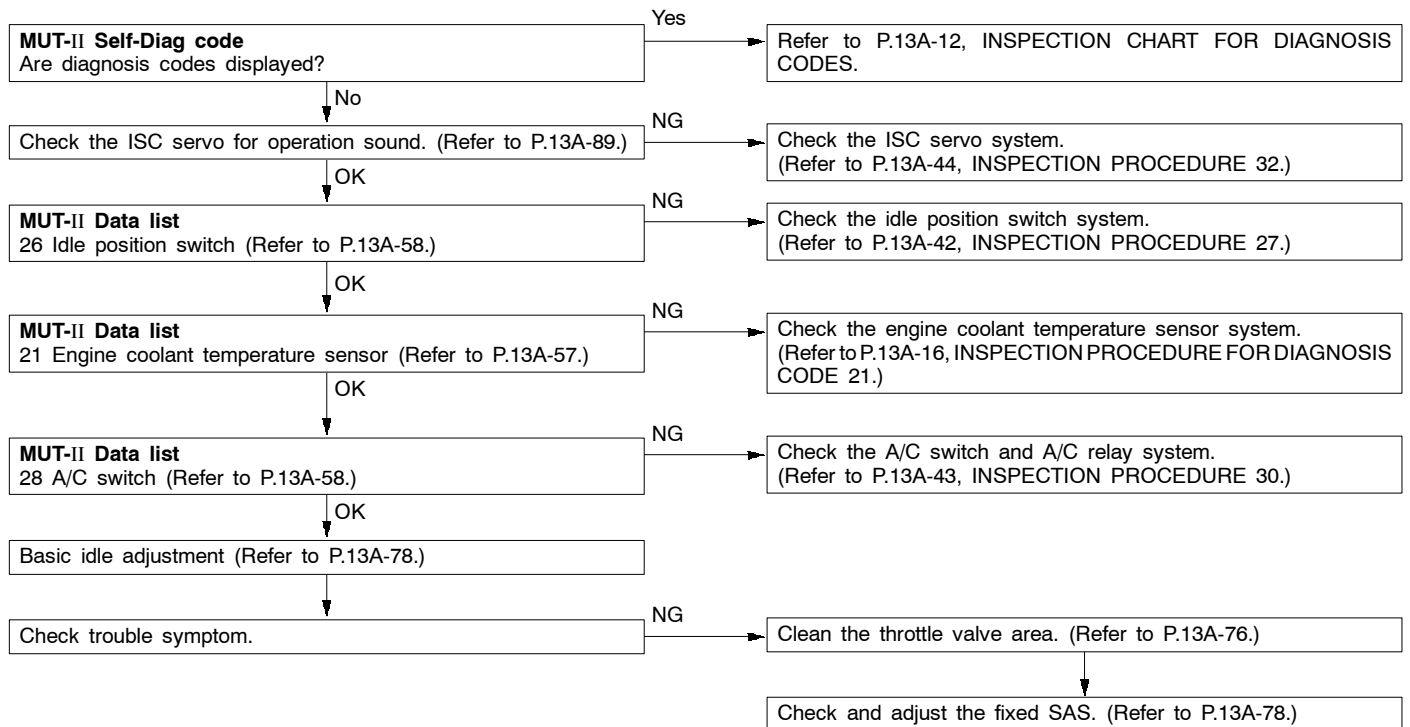 Yes
MUT-II Self-Diag code
Are diagnosis codes displayed?
Refer to P.13A-12, INSPECTION CHART FOR DIAGNOSIS
CODES.
No
Check the ISC servo for operation sound. (Refer to P.13A-89.)
NG
Check the ISC servo system.
(Refer to P.13A-44, INSPECTION PROCEDURE 32.)
OK
MUT-II Data list
26 Idle position switch (Refer to P.13A-58.)
NG
Check the idle position switch system.
(Refer to P.13A-42, INSPECTION PROCEDURE 27.)
OK
MUT-II Data list
21 Engine coolant temperature sensor (Refer to P.13A-57.)
NG
Check the engine coolant temperature sensor system.
(Refer to P.13A-16, INSPECTION PROCEDURE FOR DIAGNOSIS
CODE 21.)
OK
MUT-II Data list
28 A/C switch (Refer to P.13A-58.)
NG
Check the A/C switch and A/C relay system.
(Refer to P.13A-43, INSPECTION PROCEDURE 30.)
OK
Basic idle adjustment (Refer to P.13A-78.)
Check trouble symptom.
NG
Clean the throttle valve area. (Refer to P.13A-76.)
Check and adjust the fixed SAS. (Refer to P.13A-78.)